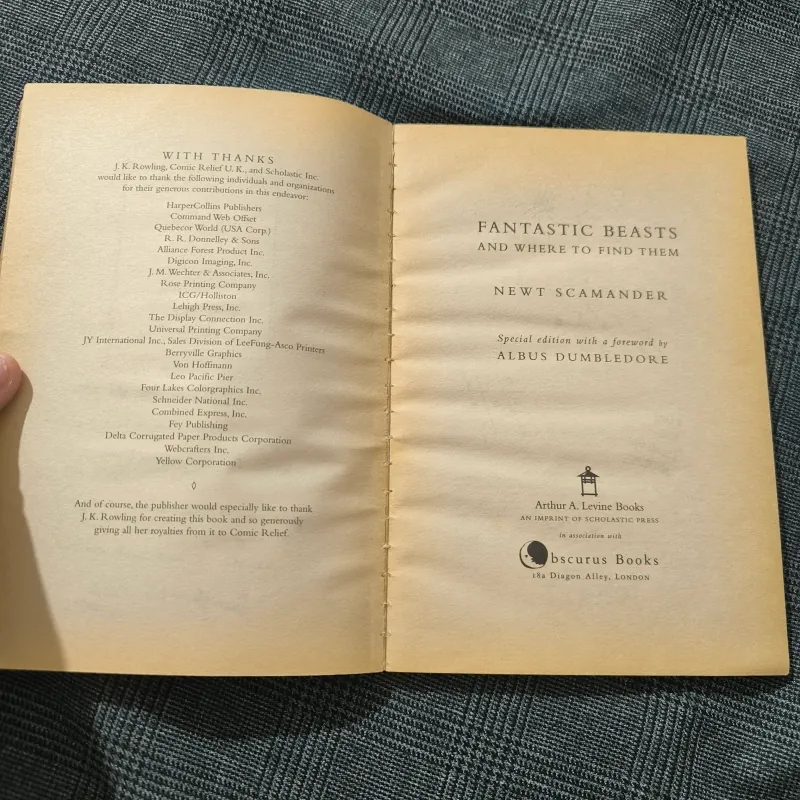 WITH THANKS
J. K. Rowling, Comic Relief U. K., and Scholastic Inc.
would like to thank the following individuals and organizations
for their generous contributions in this endeavor:
HarperCollins Publishers
Command Web Offset
Quebecor World (USA Corp.)
R. R. Donnelley & Sons
Alliance Forest Product Inc.
Digicon Imaging, Inc.
J. M. Wechter & Associates, Inc.
Rose Printing Company
ICG/Holliston
Lehigh Press, Inc.
The Display Connection Inc.
Universal Printing Company
JY International Inc., Sales Division of LeeFung-Asco Printers
Berryville Graphics
Von Hoffmann
Leo Pacific Pier
Four Lakes Colorgraphics Inc.
Schneider National Inc.
Combined Express, Inc.
Fey Publishing
Delta Corrugated Paper Products Corporation
Webcrafters Inc.
Yellow Corporation
◊
And of course, the publisher would especially like to thank
J. K. Rowling for creating this book and so generously
giving all her royalties from it to Comic Relief.
FANTASTIC BEASTS
AND WHERE TO FIND THEM
NEWT SCAMANDER
Special edition with a foreword by
ALBUS DUMBLEDORE
Arthur A. Levine Books
AN IMPRINT OF SCHOLASTIC PRESS
in association with
Obscurus Books
18a Diagon Alley, LONDON